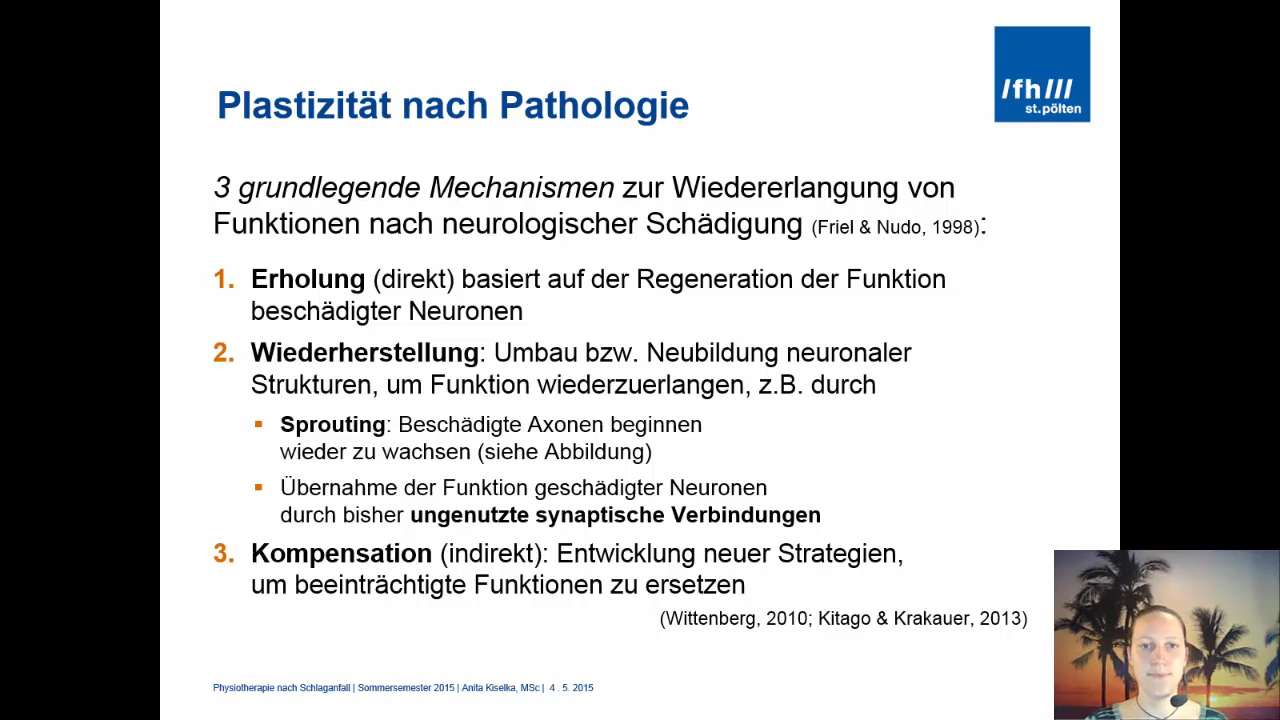 /fh///
st.pölten
Plastizität nach Pathologie
3 grundlegende Mechanismen zur Wiedererlangung von
Funktionen nach neurologischer Schädigung (Friel & Nudo, 1998):
1. Erholung (direkt) basiert auf der Regeneration der Funktion
beschädigter Neuronen
2. Wiederherstellung: Umbau bzw. Neubildung neuronaler
Strukturen, um Funktion wiederzuerlangen, z.B. durch
▪ Sprouting: Beschädigte Axonen beginnen
wieder zu wachsen (siehe Abbildung)
▪ Übernahme der Funktion geschädigter Neuronen
durch bisher ungenutzte synaptische Verbindungen
3. Kompensation (indirekt): Entwicklung neuer Strategien,
um beeinträchtigte Funktionen zu ersetzen
(Wittenberg, 2010; Kitago & Krakauer, 2013)
Physiotherapie nach Schlaganfall | Sommersemester 2015 | Anita Kiselka, MSc | 4 . 5. 2015